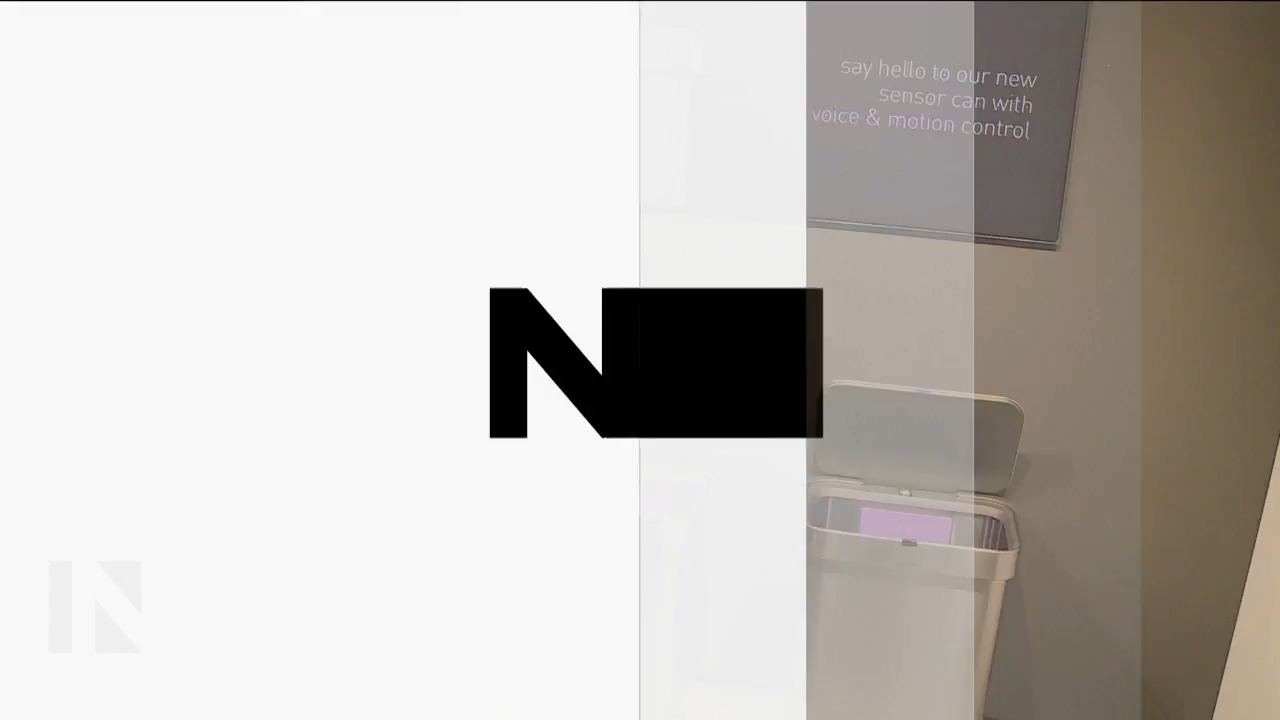 say hello to our new
sensor can with
voice & motion control
N